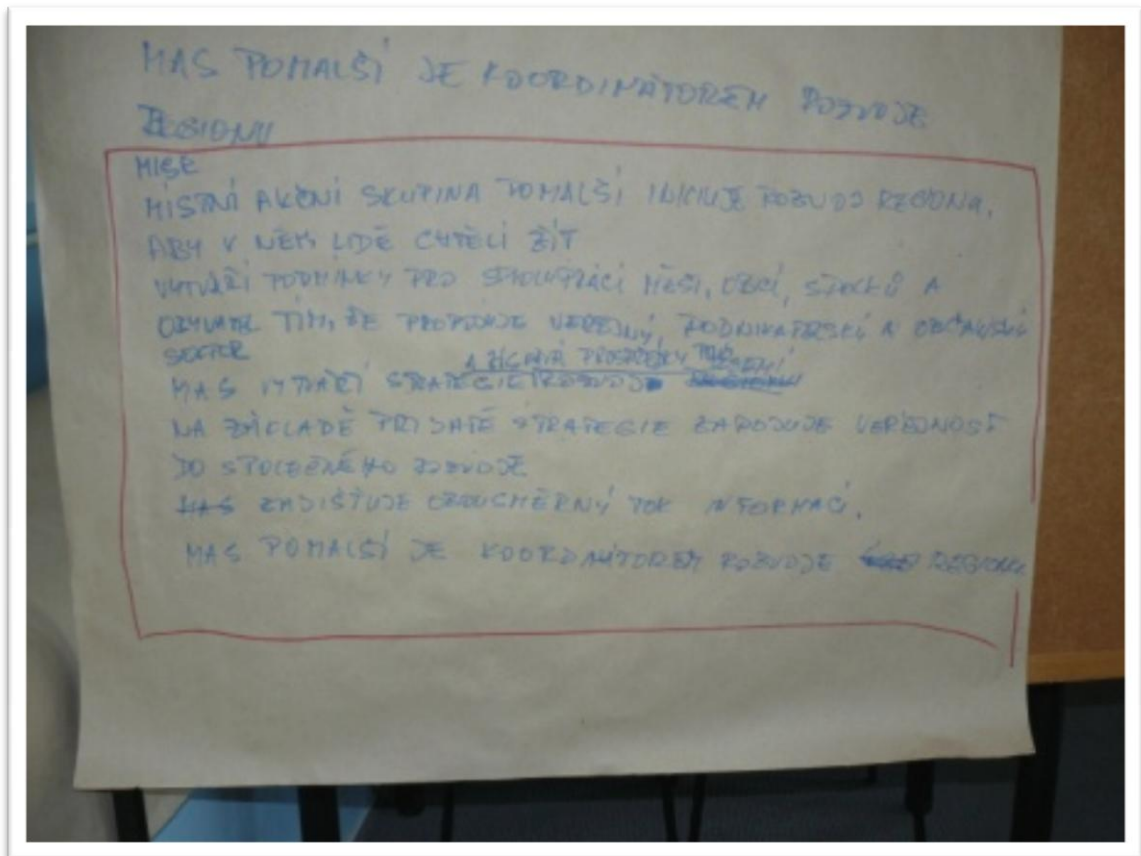 MAS POMALŠÍ JE KOORDINÁTOREM ROZVOJE
REGIONU
MISE
MÍSTNÍ AKČNÍ SKUPINA POMALŠÍ INICIUJE ROZVOJ REGIONU,
ABY V NĚM LIDÉ CHTĚLI ŽÍT
VYTVÁŘÍ PODMÍNKY PRO SPOLUPRÁCI MĚST, OBCÍ, SPOLKŮ A
OBYVATEL TÍM, ŽE PROPOJUJE VEŘEJNÝ, PODNIKATELSKÝ A OBČANSKÝ
SEKTOR
A ZÍSKÁVÁ PROSTŘEDKY PRO
MAS VYTVÁŘÍ STRATEGIE ROZVOJE
NA ZÁKLADĚ PŘIJATÉ STRATEGIE ZAPOJUJE VEŘEJNOST
DO SPOLEČNÉHO ROZVOJE
MAS ZAJIŠŤUJE OBOUSMĚRNÝ TOK INFORMACÍ.
MAS POMALŠÍ JE KOORDINÁTOREM ROZVOJE REGIONU